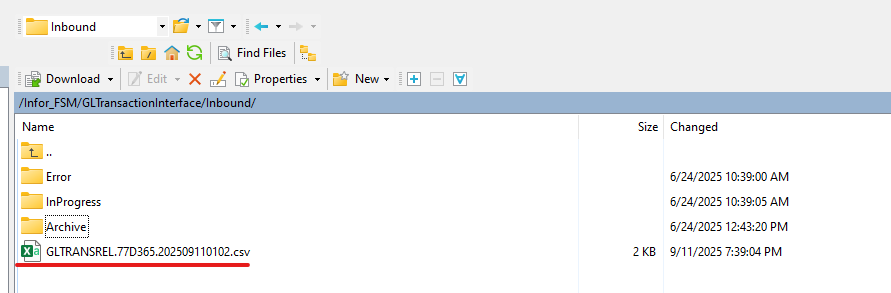 Inbound
Find Files
Download Edit Properties New
/Infor_FSM/GLTransactionInterface/Inbound/
Name Size Changed
..
Error 6/24/2025 10:39:00 AM
InProgress 6/24/2025 10:39:05 AM
Archive 6/24/2025 12:43:20 PM
GLTRANSREL.77D365.202509110102.csv 2 KB 9/11/2025 7:39:04 PM